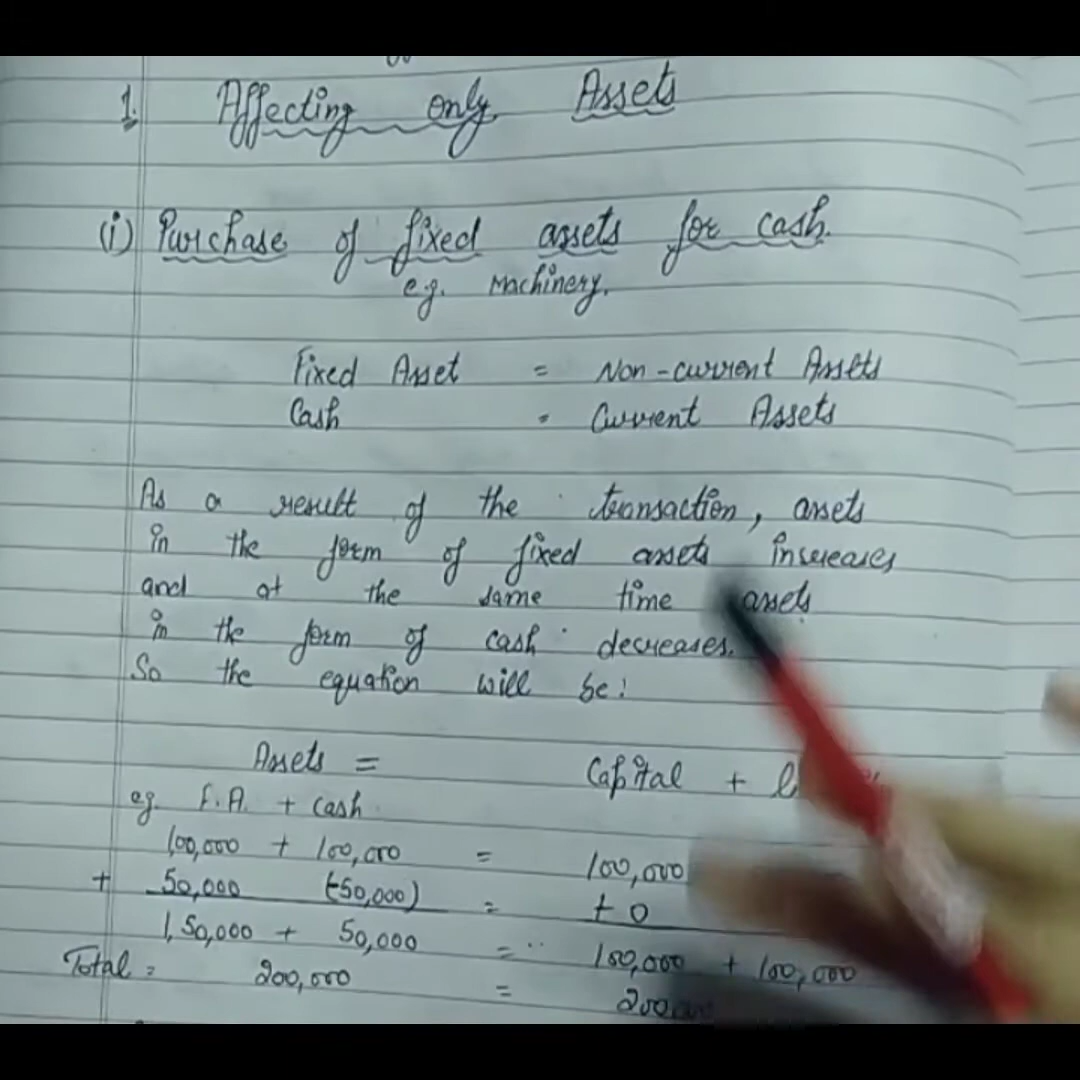 1. Affecting only Assets
(i) Purchase of fixed assets for cash.
e.g. Machinery.
Fixed Asset = Non-current Assets
Cash = Current Assets
As a result of the transaction, assets
in the form of fixed assets increases
and at the same time assets
in the form of cash decreases.
So the equation will be:
Assets = Capital +
eg. F.A. + Cash
100,000 + 100,000 = 100,000
+ 50,000 (-50,000) = + 0
1,50,000 + 50,000 = 100,000 + 100,000
Total = 200,000 =